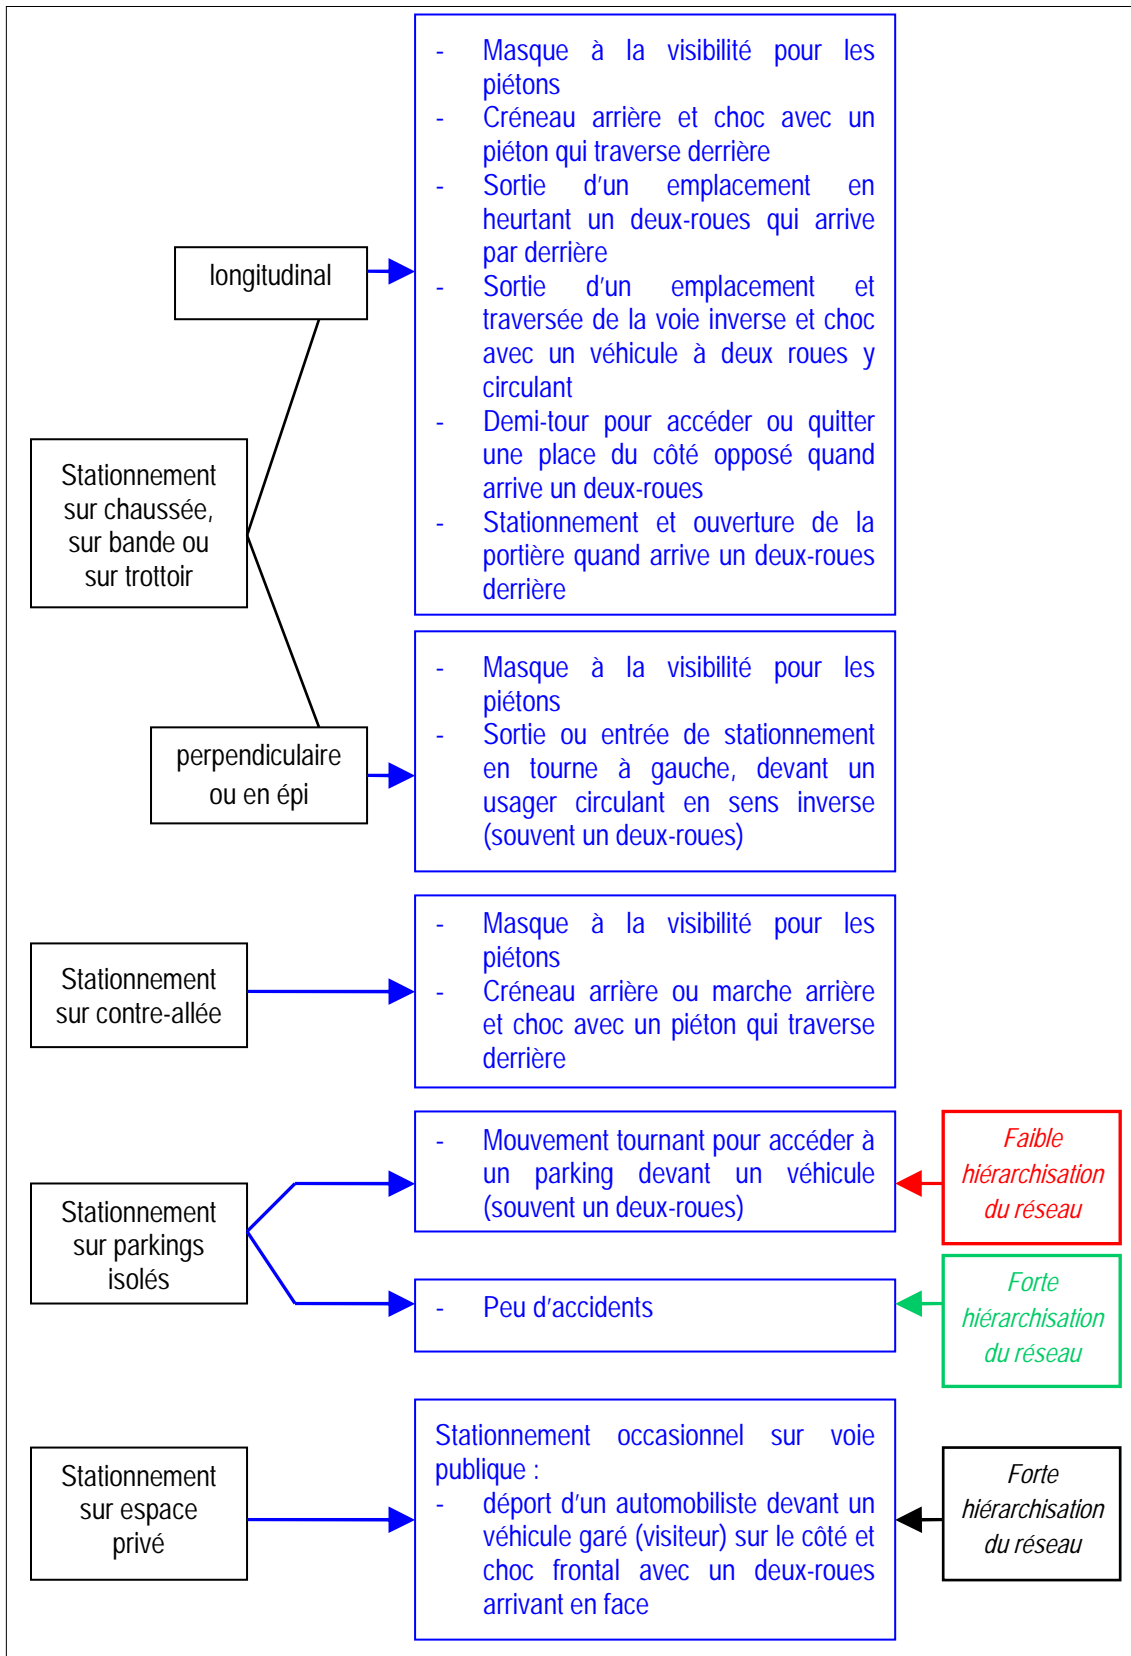 Stationnement
sur chaussée,
sur bande ou
sur trottoir
longitudinal
- Masque à la visibilité pour les
piétons
- Créneau arrière et choc avec un
piéton qui traverse derrière
- Sortie d'un emplacement en
heurtant un deux-roues qui arrive
par derrière
- Sortie d'un emplacement et
traversée de la voie inverse et choc
avec un véhicule à deux roues y
circulant
- Demi-tour pour accéder ou quitter
une place du côté opposé quand
arrive un deux-roues
- Stationnement et ouverture de la
portière quand arrive un deux-roues
derrière
perpendiculaire
ou en épi
- Masque à la visibilité pour les
piétons
- Sortie ou entrée de stationnement
en tourne à gauche, devant un
usager circulant en sens inverse
(souvent un deux-roues)
Stationnement
sur contre-allée
- Masque à la visibilité pour les
piétons
- Créneau arrière ou marche arrière
et choc avec un piéton qui traverse
derrière
Stationnement
sur parkings
isolés
- Mouvement tournant pour accéder à
un parking devant un véhicule
(souvent un deux-roues)
Faible
hiérarchisation
du réseau
- Peu d'accidents
Forte
hiérarchisation
du réseau
Stationnement
sur espace
privé
Stationnement occasionnel sur voie
publique :
- déport d'un automobiliste devant un
véhicule garé (visiteur) sur le côté et
choc frontal avec un deux-roues
arrivant en face
Forte
hiérarchisation
du réseau